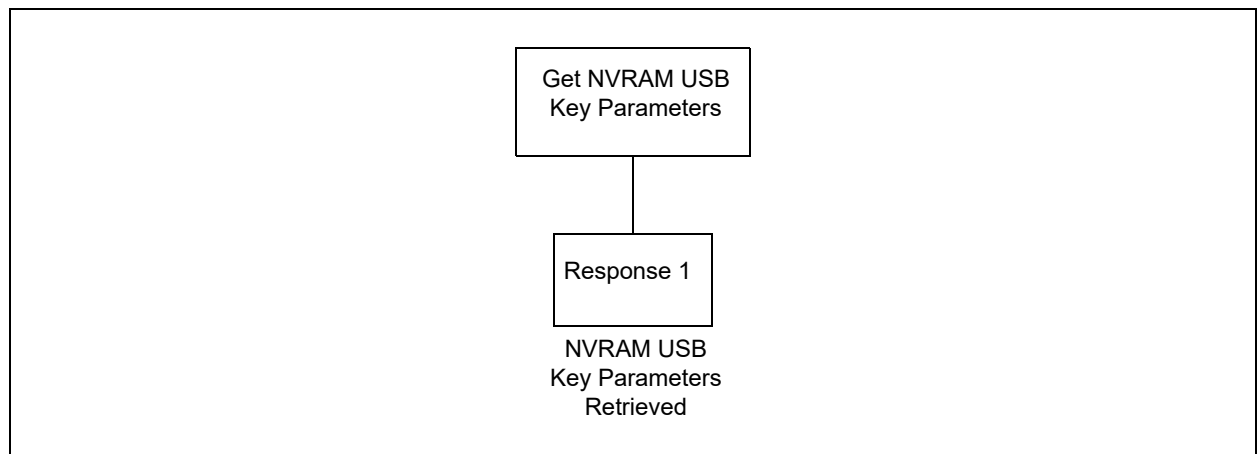 Get NVRAM USB
Key Parameters
Response 1
NVRAM USB
Key Parameters
Retrieved